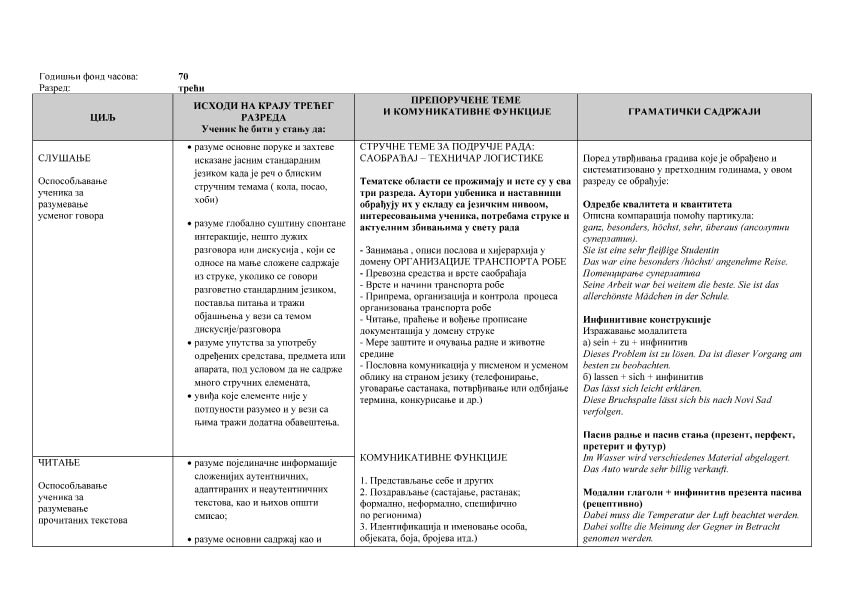 Годишњи фонд часова: 70
Разред: трећи
ЦИЉ
ИСХОДИ НА КРАЈУ ТРЕЋЕГ
РАЗРЕДА
Ученик ће бити у стању да:
ПРЕПОРУЧЕНЕ ТЕМЕ
И КОМУНИКАТИВНЕ ФУНКЦИЈЕ
ГРАМАТИЧКИ САДРЖАЈИ
СЛУШАЊЕ
Оспособљавање
ученика за
разумевање
усменог говора
• разуме основне поруке и захтеве
исказане јасним стандардним
језиком када је реч о блиским
стручним темама ( кола, посао,
хоби)
• разуме глобално суштину спонтане
интеракције, нешто дужих
разговора или дискусија , који се
односе на мање сложене садржаје
из струке, уколико се говори
разговетно стандардним језиком,
поставља питања и тражи
објашњења у вези са темом
дискусије/разговора
• разуме упутства за употребу
одређених средстава, предмета или
апарата, под условом да не садрже
много стручних елемената,
• увиђа које елементе није у
потпуности разумео и у вези са
њима тражи додатна обавештења.
СТРУЧНЕ ТЕМЕ ЗА ПОДРУЧЈЕ РАДА:
САОБРАЋАЈ – ТЕХНИЧАР ЛОГИСТИКЕ
Тематске области се прожимају и исте су у сва
три разреда. Аутори уџбеника и наставници
обрађују их у складу са језичким нивоом,
интересовањима ученика, потребама струке и
актуелним збивањима у свету рада
- Занимања , описи послова и хијерархија у
домену ОРГАНИЗАЦИЈЕ ТРАНСПОРТА РОБЕ
- Превозна средства и врсте саобраћаја
- Врсте и начини транспорта робе
- Припрема, организација и контрола процеса
организовања транспорта робе
- Читање, праћење и вођење прописане
документација у домену струке
- Мере заштите и очувања радне и животне
средине
- Пословна комуникација у писменом и усменом
облику на страном језику (телефонирање,
уговарање састанака, потврђивање или одбијање
термина, конкурисање и др.)
КОМУНИКАТИВНЕ ФУНКЦИЈЕ
1. Представљање себе и других
2. Поздрављање (састајање, растанак;
формално, неформално, специфично
по регионима)
3. Идентификација и именовање особа,
објеката, боја, бројева итд.)
Поред утврђивања градива које је обрађено и
систематизовано у претходним годинама, у овом
разреду се обрађује:
Одредбе квалитета и квантитета
Описна компарација помоћу партикула:
ganz, besonders, höchst, sehr, überaus (апсолутни
суперлатив).
Sie ist eine sehr fleißige Studentin
Das war eine besonders /höchst/ angenehme Reise.
Потенцирање суперлатива
Seine Arbeit war bei weitem die beste. Sie ist das
allerchönste Mädchen in der Schule.
Инфинитивне конструкције
Изражавање модалитета
а) sein + zu + инфинитив
Dieses Problem ist zu lösen. Da ist dieser Vorgang am
besten zu beobachten.
б) lassen + sich + инфинитив
Das lässt sich leicht erklären.
Diese Bruchspalte lässt sich bis nach Novi Sad
verfolgen.
Пасив радње и пасив стања (презент, перфект,
претерит и футур)
Im Wasser wird verschiedenes Material abgelagert.
Das Auto wurde sehr billig verkauft.
Модални глаголи + инфинитив презента пасива
(рецептивно)
Dabei muss die Temperatur der Luft beachtet werden.
Dabei sollte die Meinung der Gegner in Betracht
genomen werden.
ЧИТАЊЕ
Оспособљавање
ученика за
разумевање
прочитаних текстова
• разуме појединачне информације
сложенијих аутентичних,
адаптираних и неаутентичних
текстова, као и њихов општи
смисао;
• разуме основни садржај као и